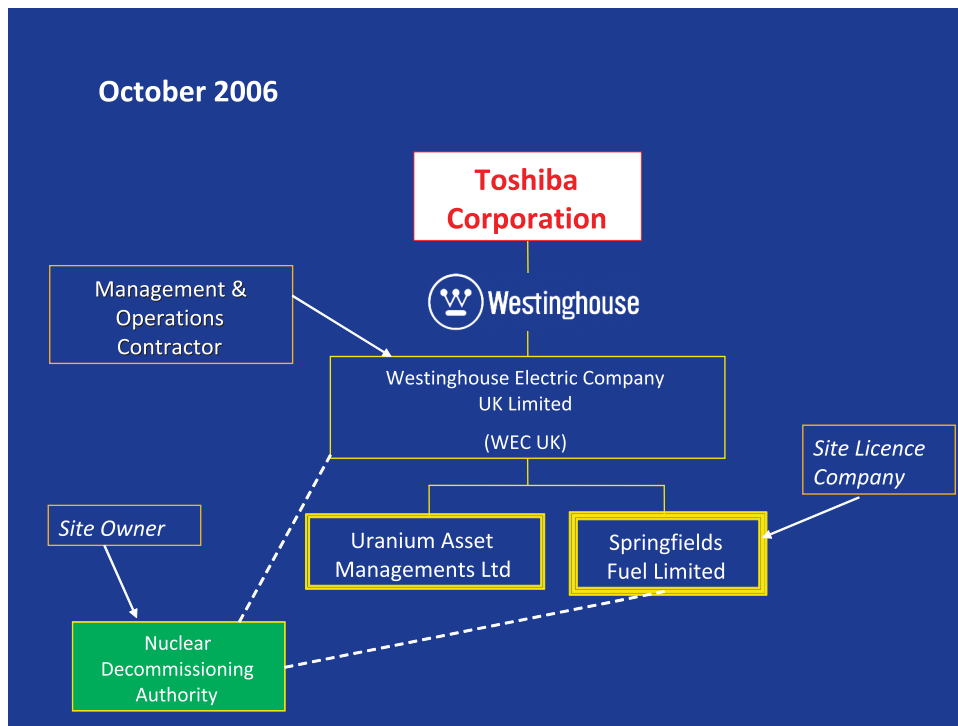 October 2006
Toshiba
Corporation
Management &
Operations
Contractor
Westinghouse
Westinghouse Electric Company
UK Limited
(WEC UK)
Site Licence
Company
Site Owner
Uranium Asset
Managements Ltd
Springfields
Fuel Limited
Nuclear
Decommissioning
Authority